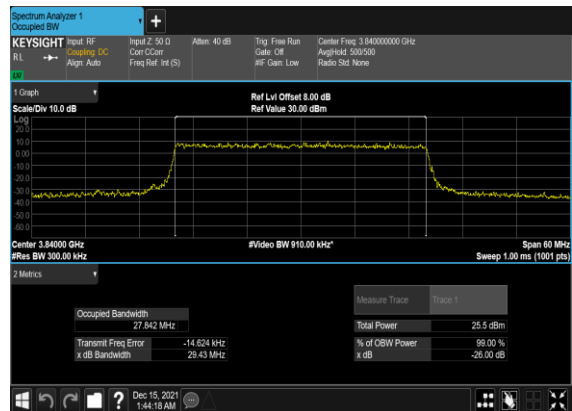 Spectrum Analyzer 1
Occupied BW
KEYSIGHT
R L
LW
Input: RF
Coupling: DC
Align: Auto
Input Z: 50 Ω
Corr CCorr
Freq Ref: Int (S)
Atten: 40 dB
Trig: Free Run
Gate: Off
#IF Gain: Low
Center Freq: 3.840000000 GHz
Avg|Hold: 500/500
Radio Std: None
1 Graph
Scale/Div 10.0 dB
Ref Lvl Offset 8.00 dB
Ref Value 30.00 dBm
Log
20.0
10.0
0.00
-10.0
-20.0
-30.0
-40.0
-50.0
-60.0
Center 3.84000 GHz
#Res BW 300.00 kHz
#Video BW 910.00 kHz*
Span 60 MHz
Sweep 1.00 ms (1001 pts)
2 Metrics
Measure Trace
Trace 1
Occupied Bandwidth
27.842 MHz
Total Power
25.5 dBm
Transmit Freq Error
-14.624 kHz
% of OBW Power
99.00 %
x dB Bandwidth
29.43 MHz
x dB
-26.00 dB
?
Dec 15, 2021
1:44:18 AM